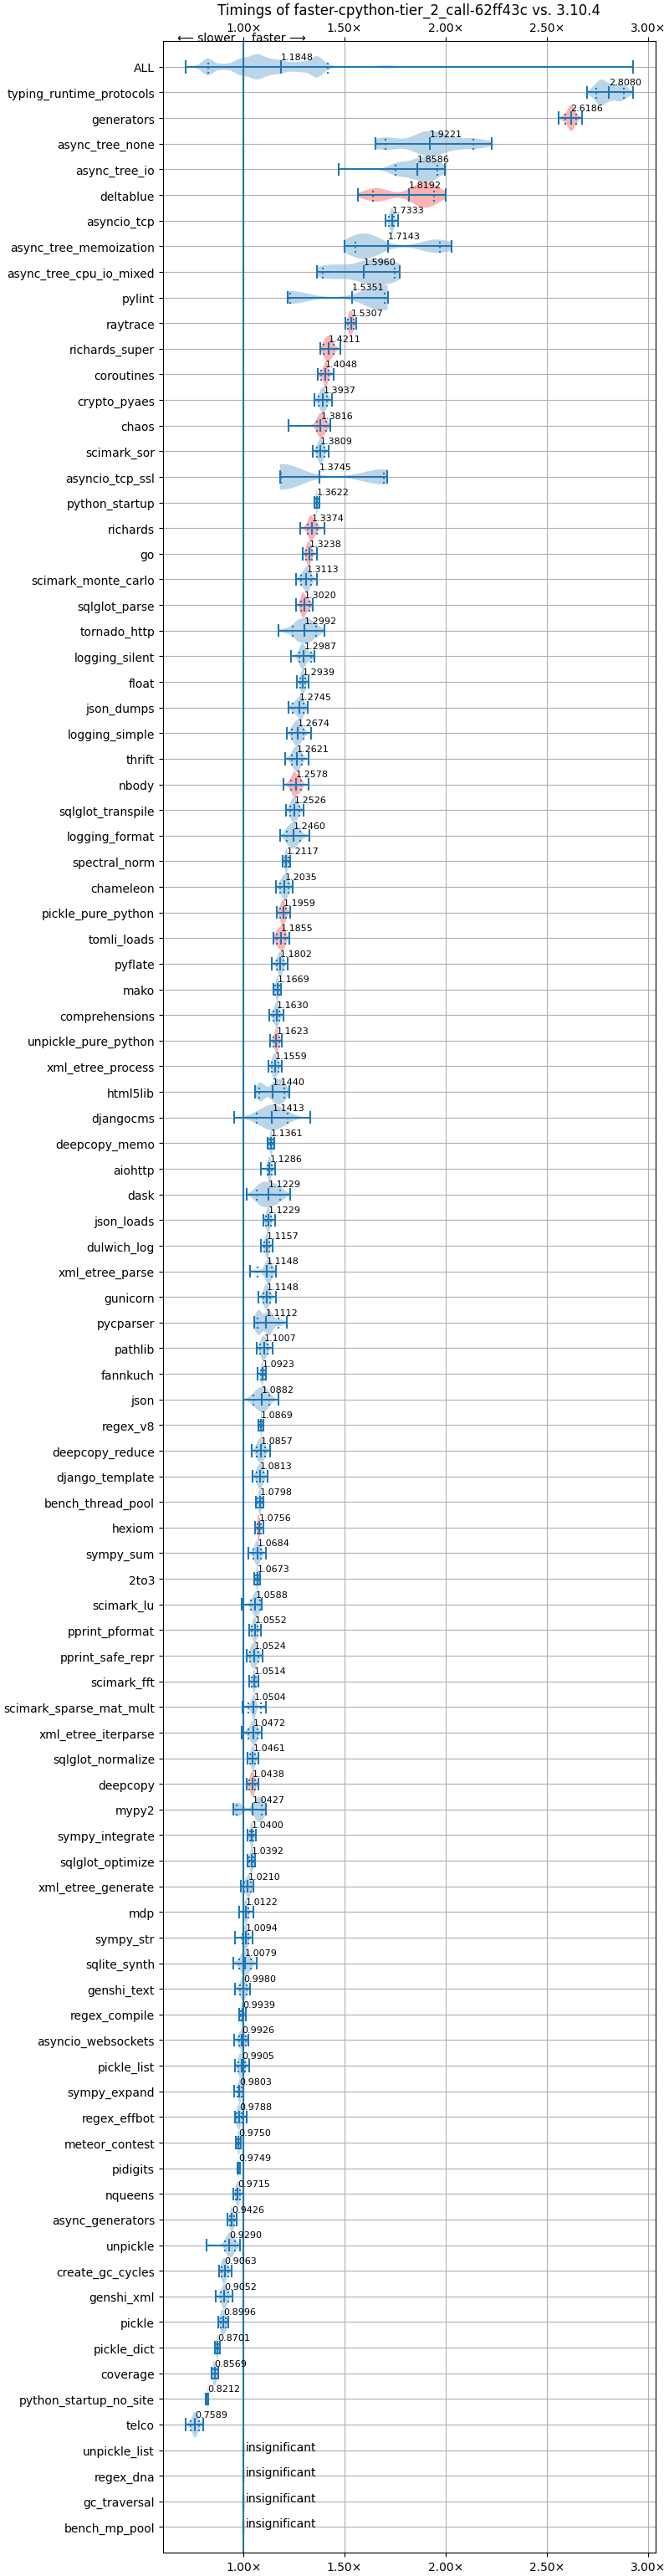 Timings of faster-cpython-tier_2_call-62ff43c vs. 3.10.4
1.00× 1.50× 2.00× 2.50× 3.00×
⟵ slower faster ⟶
ALL 1.1848
typing_runtime_protocols 2.8080
generators 2.6186
async_tree_none 1.9221
async_tree_io 1.8586
deltablue 1.8192
asyncio_tcp 1.7333
async_tree_memoization 1.7143
async_tree_cpu_io_mixed 1.5960
pylint 1.5351
raytrace 1.5307
richards_super 1.4211
coroutines 1.4048
crypto_pyaes 1.3937
chaos 1.3816
scimark_sor 1.3809
asyncio_tcp_ssl 1.3745
python_startup 1.3622
richards 1.3374
go 1.3238
scimark_monte_carlo 1.3113
sqlglot_parse 1.3020
tornado_http 1.2992
logging_silent 1.2987
float 1.2939
json_dumps 1.2745
logging_simple 1.2674
thrift 1.2621
nbody 1.2578
sqlglot_transpile 1.2526
logging_format 1.2460
spectral_norm 1.2117
chameleon 1.2035
pickle_pure_python 1.1959
tomli_loads 1.1855
pyflate 1.1802
mako 1.1669
comprehensions 1.1630
unpickle_pure_python 1.1623
xml_etree_process 1.1559
html5lib 1.1440
djangocms 1.1413
deepcopy_memo 1.1361
aiohttp 1.1286
dask 1.1229
json_loads 1.1229
dulwich_log 1.1157
xml_etree_parse 1.1148
gunicorn 1.1148
pycparser 1.1112
pathlib 1.1007
fannkuch 1.0923
json 1.0882
regex_v8 1.0869
deepcopy_reduce 1.0857
django_template 1.0813
bench_thread_pool 1.0798
hexiom 1.0756
sympy_sum 1.0684
2to3 1.0673
scimark_lu 1.0588
pprint_pformat 1.0552
pprint_safe_repr 1.0524
scimark_fft 1.0514
scimark_sparse_mat_mult 1.0504
xml_etree_iterparse 1.0472
sqlglot_normalize 1.0461
deepcopy 1.0438
mypy2 1.0427
sympy_integrate 1.0400
sqlglot_optimize 1.0392
xml_etree_generate 1.0210
mdp 1.0122
sympy_str 1.0094
sqlite_synth 1.0079
genshi_text 0.9980
regex_compile 0.9939
asyncio_websockets 0.9926
pickle_list 0.9905
sympy_expand 0.9803
regex_effbot 0.9788
meteor_contest 0.9750
pidigits 0.9749
nqueens 0.9715
async_generators 0.9426
unpickle 0.9290
create_gc_cycles 0.9063
genshi_xml 0.9052
pickle 0.8996
pickle_dict 0.8701
coverage 0.8569
python_startup_no_site 0.8212
telco 0.7589
unpickle_list insignificant
regex_dna insignificant
gc_traversal insignificant
bench_mp_pool insignificant
1.00× 1.50× 2.00× 2.50× 3.00×